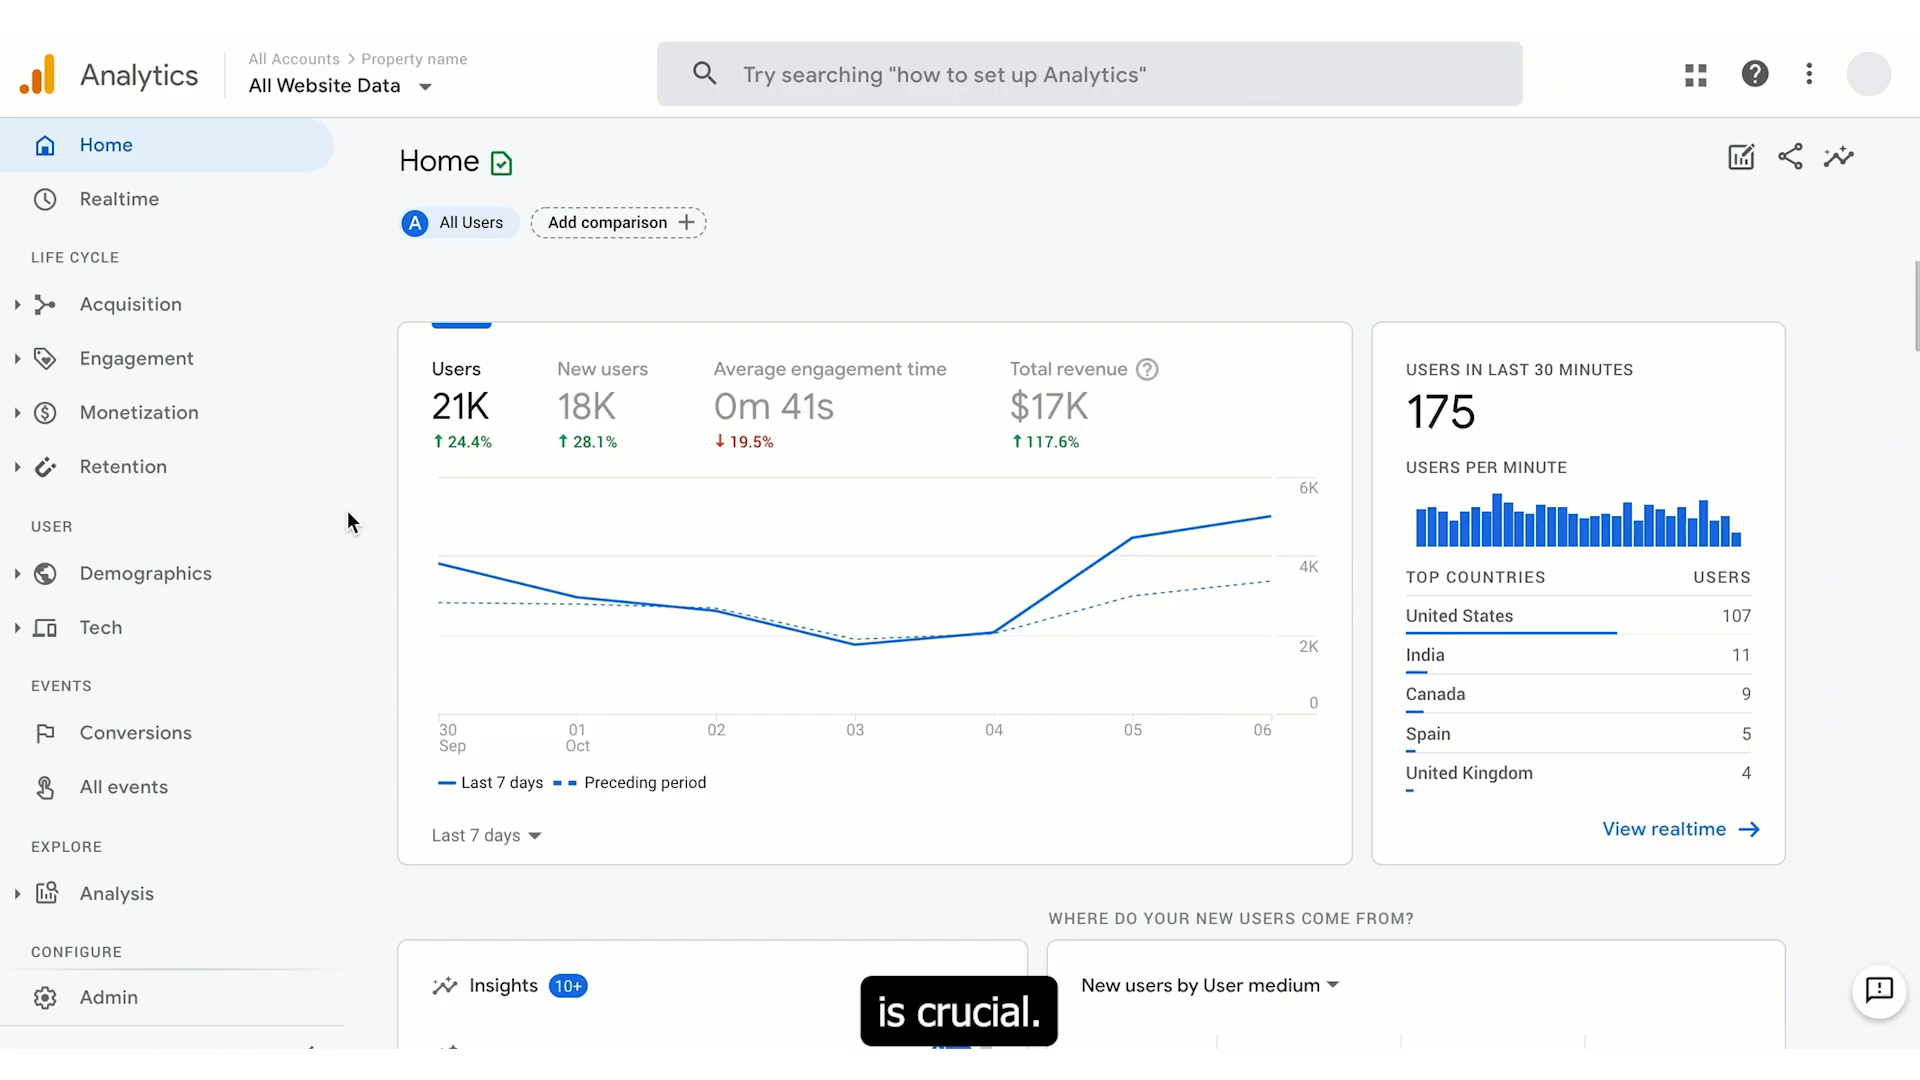 Analytics
All Accounts > Property name
All Website Data
Try searching "how to set up Analytics"
Home
Realtime
LIFE CYCLE
Acquisition
Engagement
Monetization
Retention
USER
Demographics
Tech
EVENTS
Conversions
All events
EXPLORE
Analysis
CONFIGURE
Admin
Home
A All Users
Add comparison +
Users
21K
↑ 24.4%
New users
18K
↑ 28.1%
Average engagement time
0m 41s
↓ 19.5%
Total revenue ?
$17K
↑ 117.6%
6K
4K
2K
0
30 01 02 03 04 05 06
Sep Oct
Last 7 days Preceding period
Last 7 days
USERS IN LAST 30 MINUTES
175
USERS PER MINUTE
TOP COUNTRIES USERS
United States 107
India 11
Canada 9
Spain 5
United Kingdom 4
View realtime →
WHERE DO YOUR NEW USERS COME FROM?
Insights 10+
New users by User medium
is crucial.